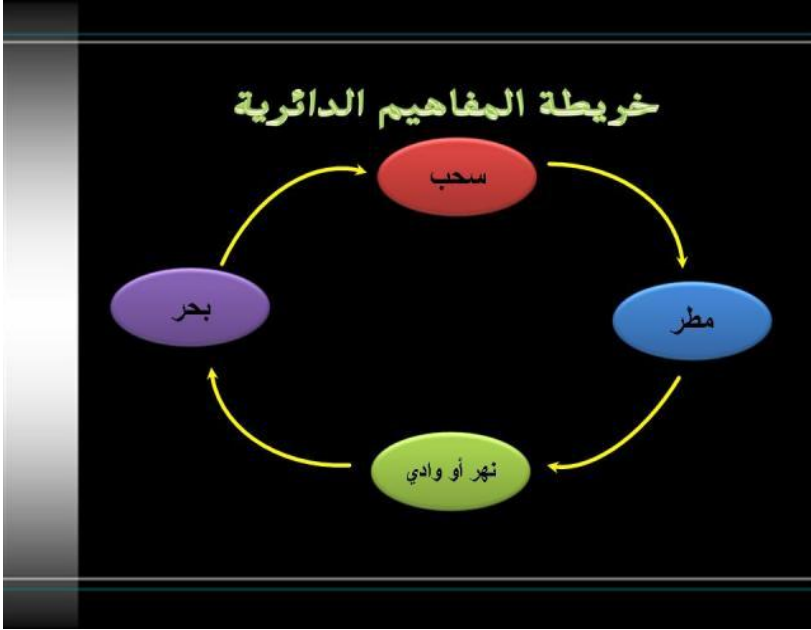 خريطة المفاهيم الدائرية
سحب
مطر
نهر أو وادي
بحر